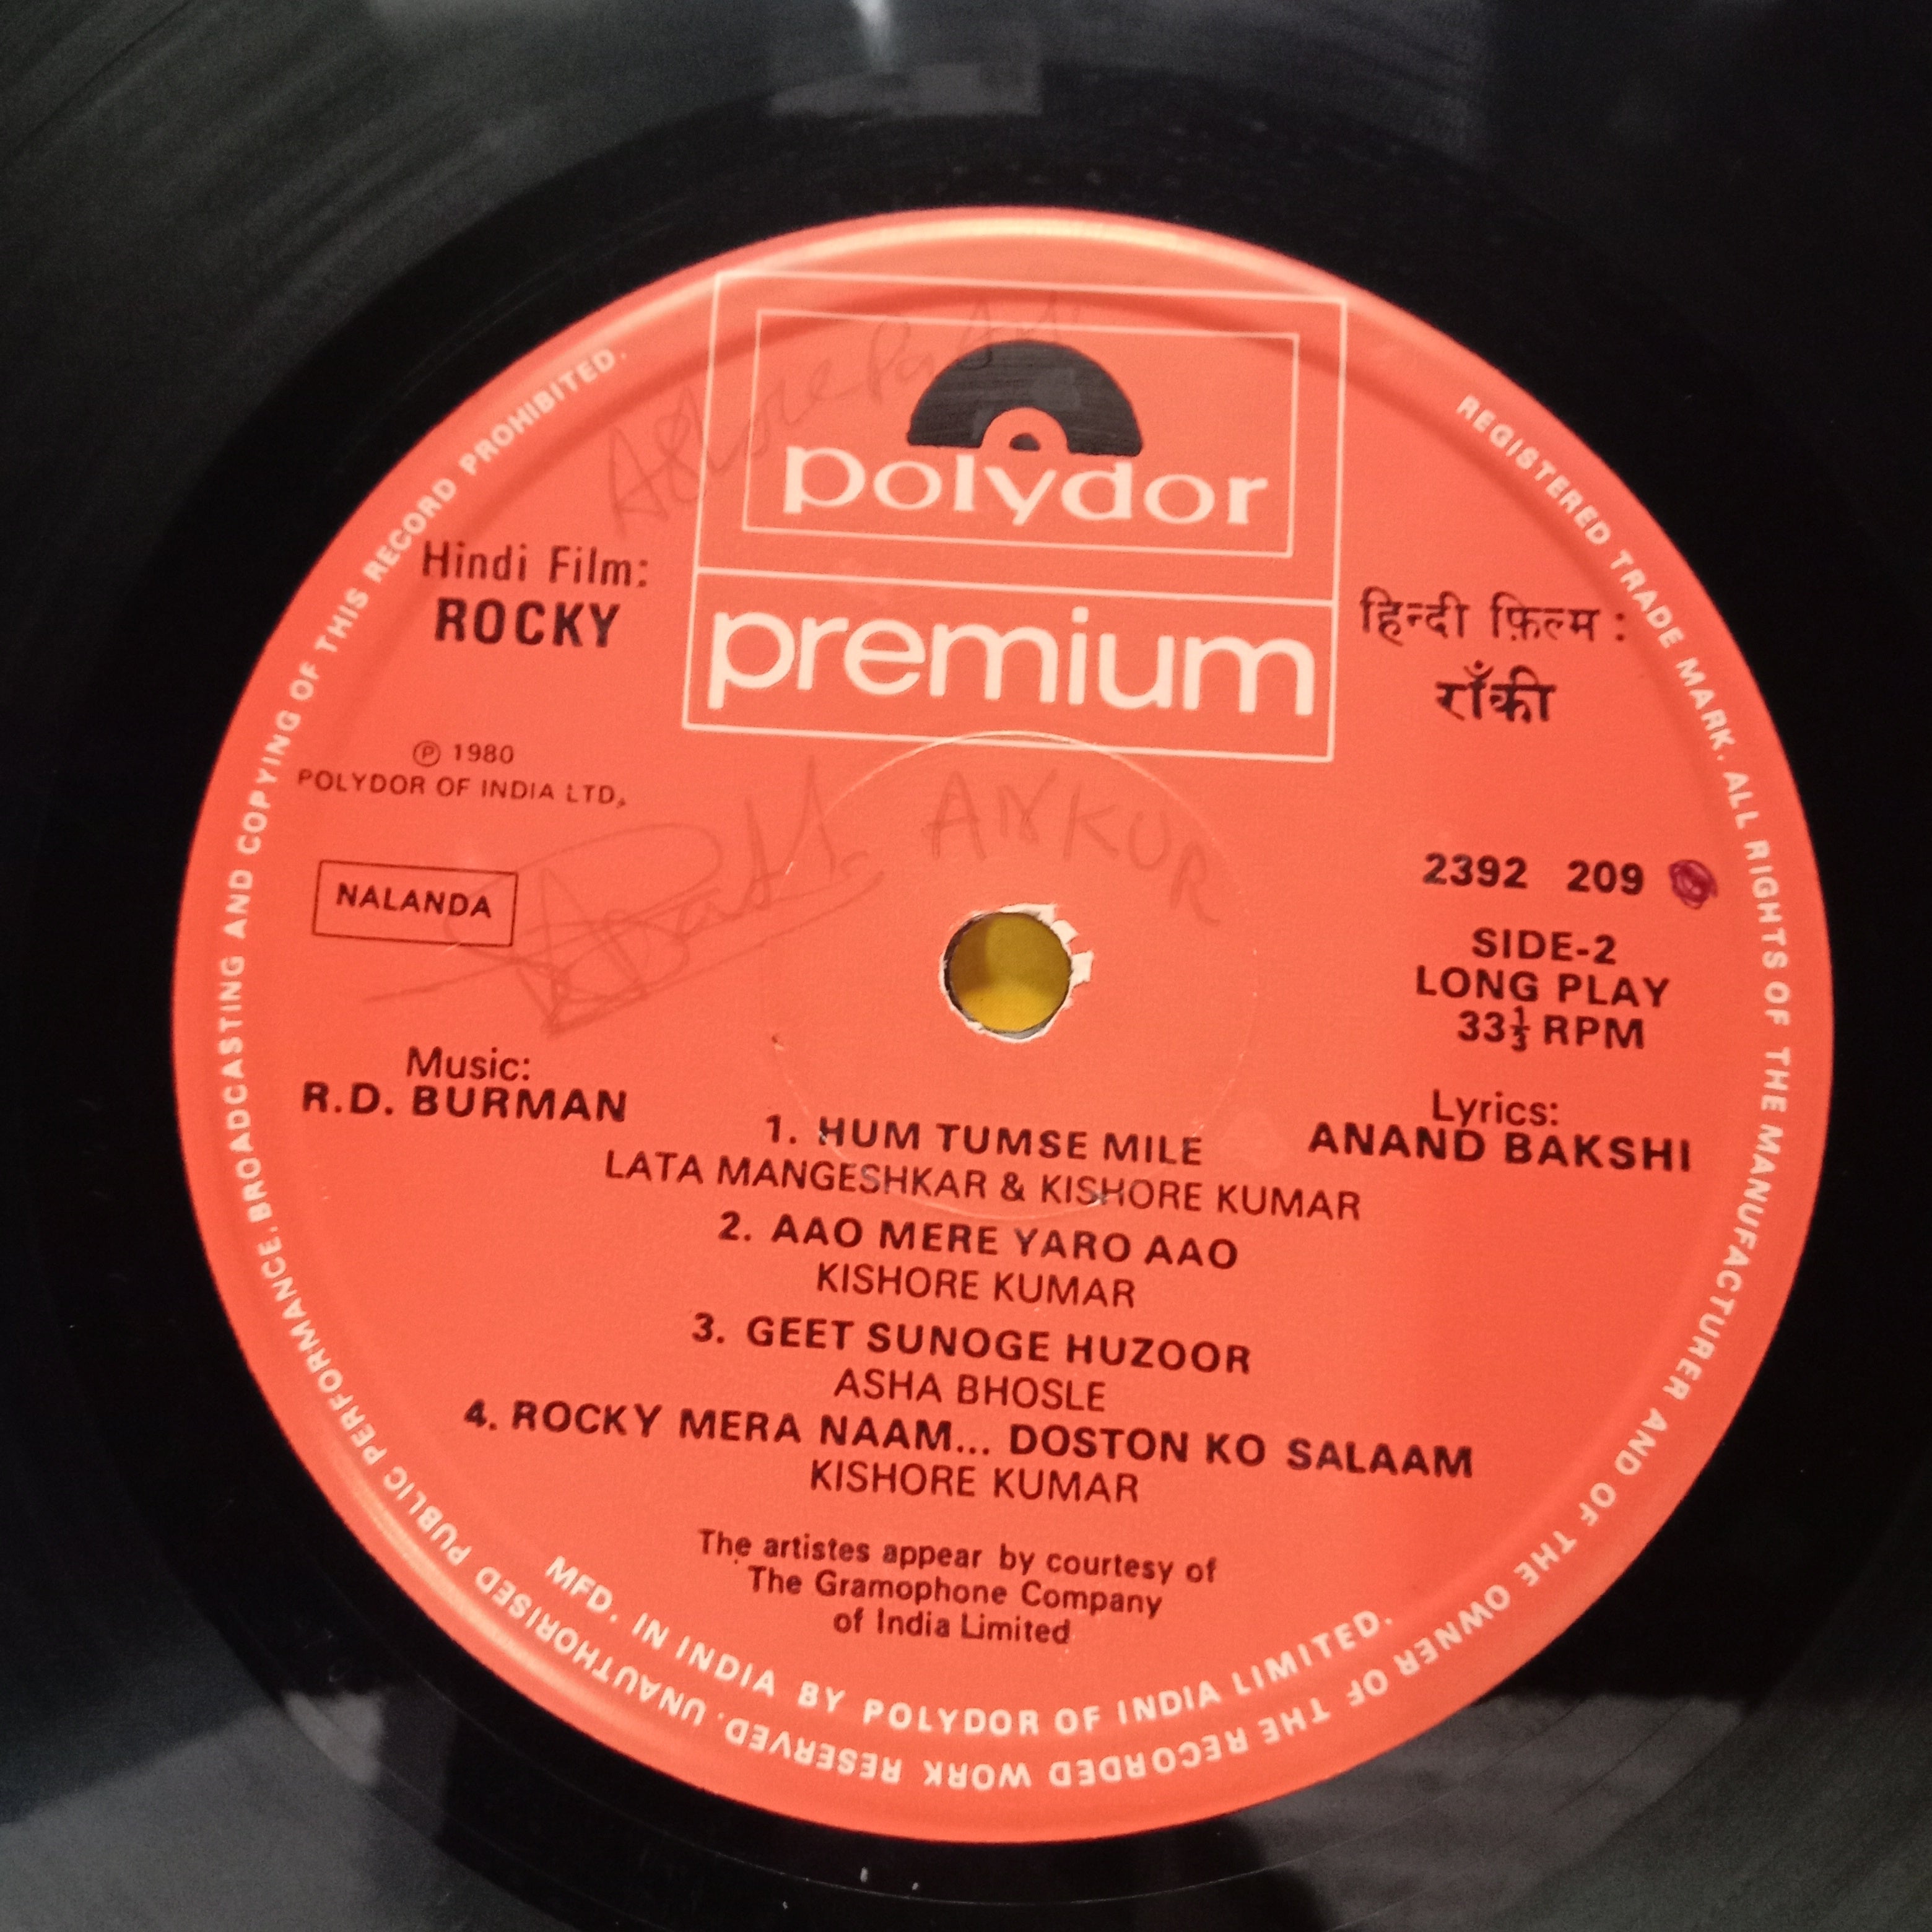 polydor
premium
Hindi Film:
ROCKY
हिन्दी फ़िल्म :
रॉंकी
Ⓟ 1980
POLYDOR OF INDIA LTD.
ANKUR
NALANDA
2392 209
SIDE-2
LONG PLAY
33⅓ RPM
Music:
R.D. BURMAN
Lyrics:
ANAND BAKSHI
1. HUM TUMSE MILE
LATA MANGESHKAR & KISHORE KUMAR
2. AAO MERE YARO AAO
KISHORE KUMAR
3. GEET SUNOGE HUZOOR
ASHA BHOSLE
4. ROCKY MERA NAAM... DOSTON KO SALAAM
KISHORE KUMAR
The artistes appear by courtesy of
The Gramophone Company
of India Limited
MFD. IN INDIA BY POLYDOR OF INDIA LIMITED.
REGISTERED TRADE MARK. ALL RIGHTS OF THE MANUFACTURER AND OF THE OWNER OF THE RECORDED WORK RESERVED. UNAUTHORISED PUBLIC PERFORMANCE, BROADCASTING AND COPYING OF THIS RECORD PROHIBITED.